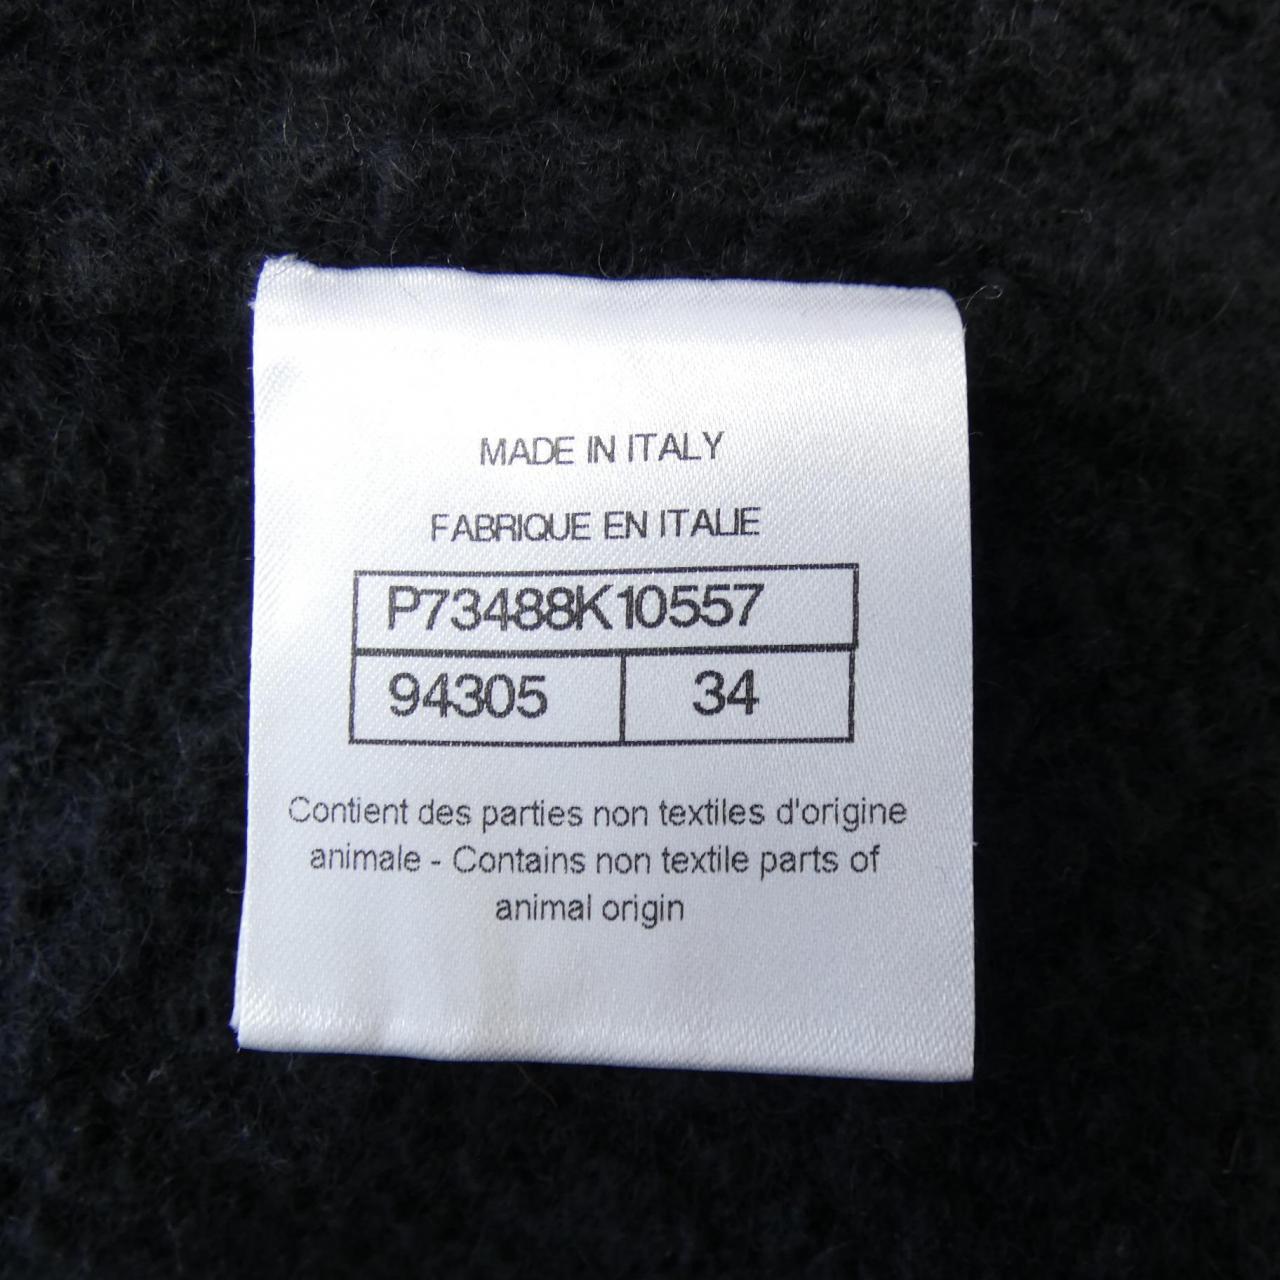 MADE IN ITALY
FABRIQUE EN ITALIE
P73488K10557
94305 34
Contient des parties non textiles d'origine
animale - Contains non textile parts of
animal origin